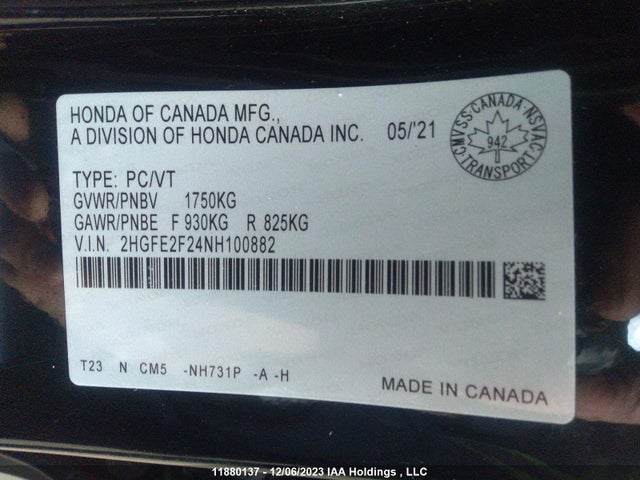 HONDA OF CANADA MFG.,
A DIVISION OF HONDA CANADA INC. 05/'21
CMVSS·CANADA·NSVAC
942
TRANSPORT
TYPE: PC/VT
GVWR/PNBV 1750KG
GAWR/PNBE F 930KG R 825KG
V.I.N. 2HGFE2F24NH100882
T23 N CM5 -NH731P -A -H
MADE IN CANADA
11880137 - 12/06/2023 IAA Holdings , LLC